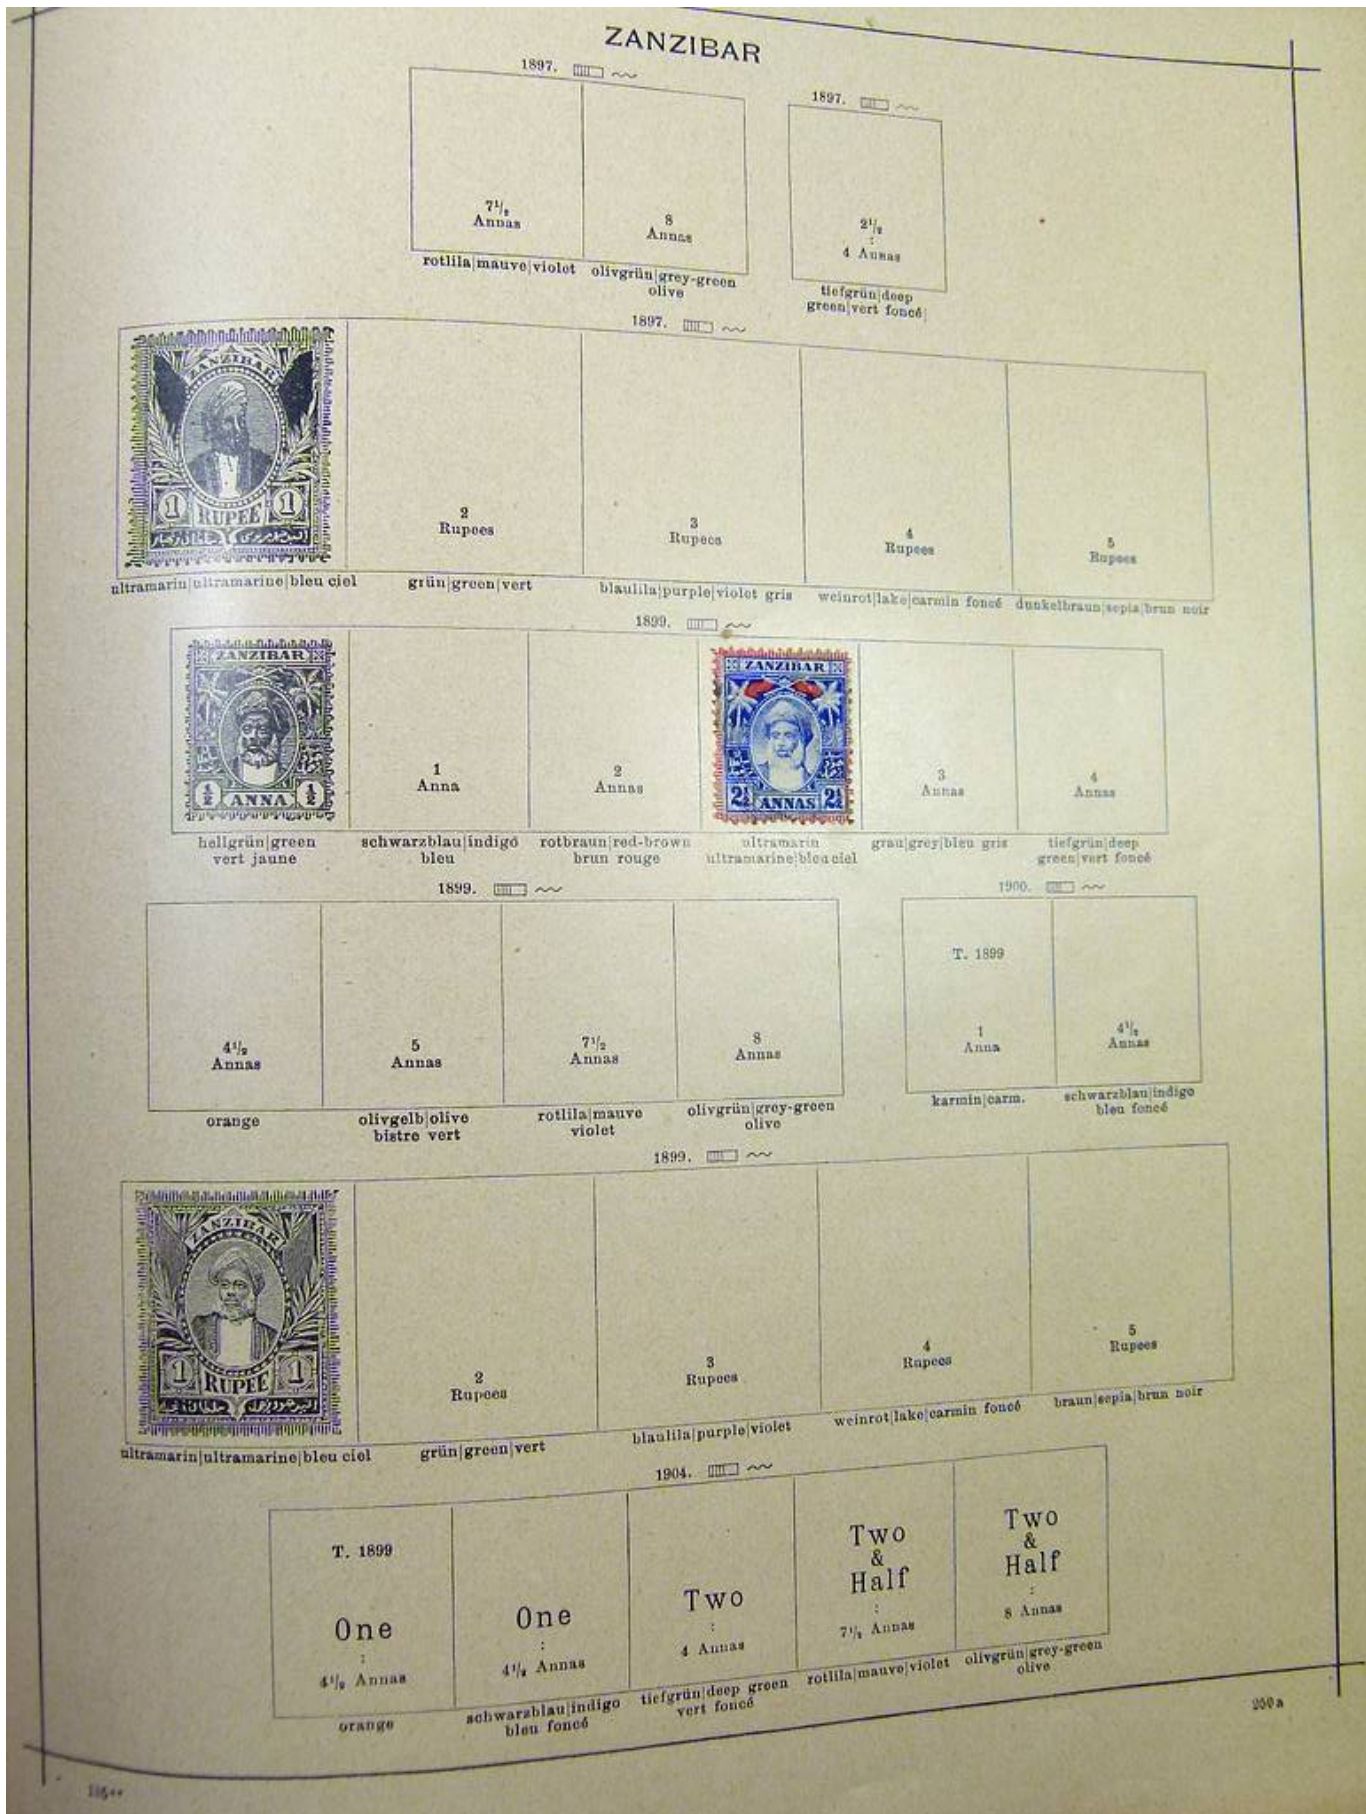 ZANZIBAR
1897.
1897.
7½
Annas
8
Annas
2½
:
4 Annas
rotlila|mauve|violet
olivgrün|grey-green
olive
tiefgrün|deep
green|vert foncé|
1897.
ZANZIBAR
1 RUPEE 1
2
Rupees
3
Rupees
4
Rupees
5
Rupees
ultramarin|ultramarine|bleu ciel
grün|green|vert
blaulila|purple|violet gris
weinrot|lake|carmin foncé
dunkelbraun|sepia|brun noir
1899.
ZANZIBAR
½ ANNA ½
1
Anna
2
Annas
ZANZIBAR
2½ ANNAS 2½
3
Annas
4
Annas
hellgrün|green
vert jaune
schwarzblau|indigo
bleu
rotbraun|red-brown
brun rouge
ultramarin
ultramarine|bleu ciel
grau|grey|bleu gris
tiefgrün|deep
green|vert foncé
1899.
1900.
4½
Annas
5
Annas
7½
Annas
8
Annas
T. 1899
1
Anna
4½
Annas
orange
olivgelb|olive
bistre vert
rotlila|mauve
violet
olivgrün|grey-green
olive
karmin|carm.
schwarzblau|indigo
bleu foncé
1899.
ZANZIBAR
1 RUPEE 1
2
Rupees
3
Rupees
4
Rupees
5
Rupees
ultramarin|ultramarine|bleu ciel
grün|green|vert
blaulila|purple|violet
weinrot|lake|carmin foncé
braun|sepia|brun noir
1904.
T. 1899
One
:
4½ Annas
One
:
4½ Annas
Two
:
4 Annas
Two
&
Half
:
7½ Annas
Two
&
Half
:
8 Annas
orange
schwarzblau|indigo
bleu foncé
tiefgrün|deep green
vert foncé
rotlila|mauve|violet
olivgrün|grey-green
olive